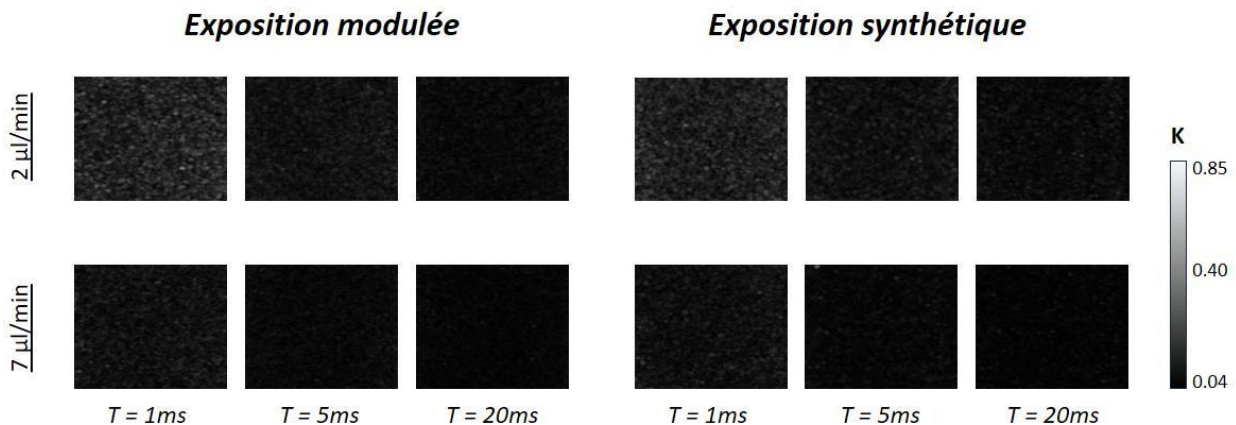 Exposition modulée
Exposition synthétique
2 µl/min
K
0.85
0.40
0.04
7 µl/min
T = 1ms
T = 5ms
T = 20ms
T = 1ms
T = 5ms
T = 20ms